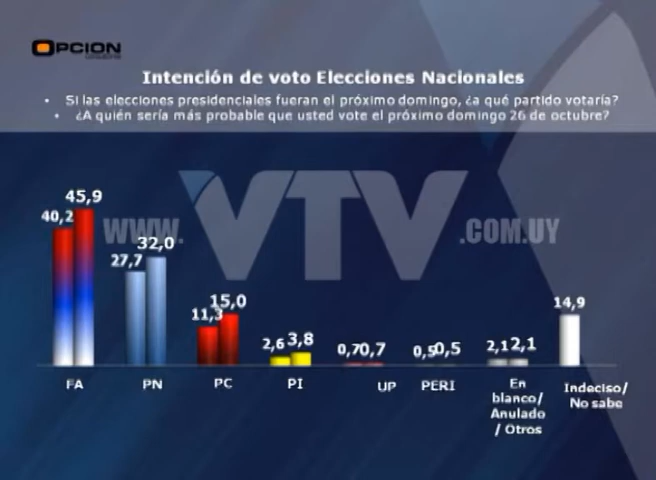 OPCION
Intención de voto Elecciones Nacionales
• Si las elecciones presidenciales fueran el próximo domingo, ¿a qué partido votaría?
• ¿A quién sería más probable que usted vote el próximo domingo 26 de octubre?
WWW. VTV .COM.UY
40,2 45,9
27,7 32,0
11,3 15,0
2,6 3,8
0,7 0,7
0,5 0,5
2,1 2,1
14,9
FA PN PC PI UP PERI
En
blanco/
Anulado
/ Otros
Indeciso/
No sabe